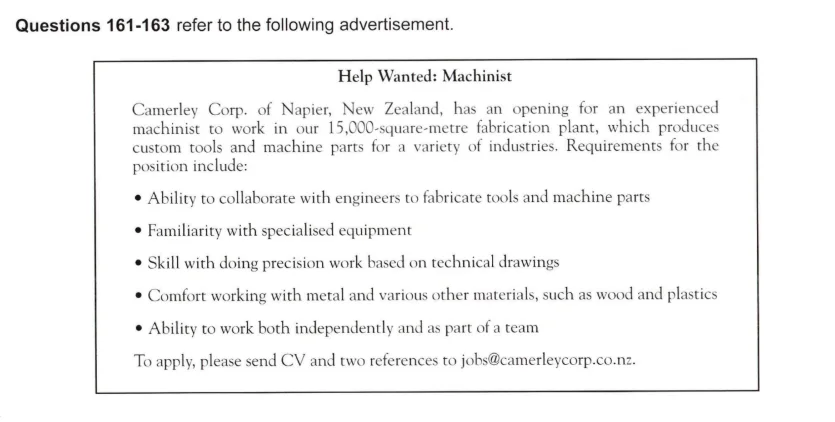 Questions 161-163 refer to the following advertisement.
Help Wanted: Machinist
Camerley Corp. of Napier, New Zealand, has an opening for an experienced
machinist to work in our 15,000-square-metre fabrication plant, which produces
custom tools and machine parts for a variety of industries. Requirements for the
position include:
• Ability to collaborate with engineers to fabricate tools and machine parts
• Familiarity with specialised equipment
• Skill with doing precision work based on technical drawings
• Comfort working with metal and various other materials, such as wood and plastics
• Ability to work both independently and as part of a team
To apply, please send CV and two references to jobs@camerleycorp.co.nz.